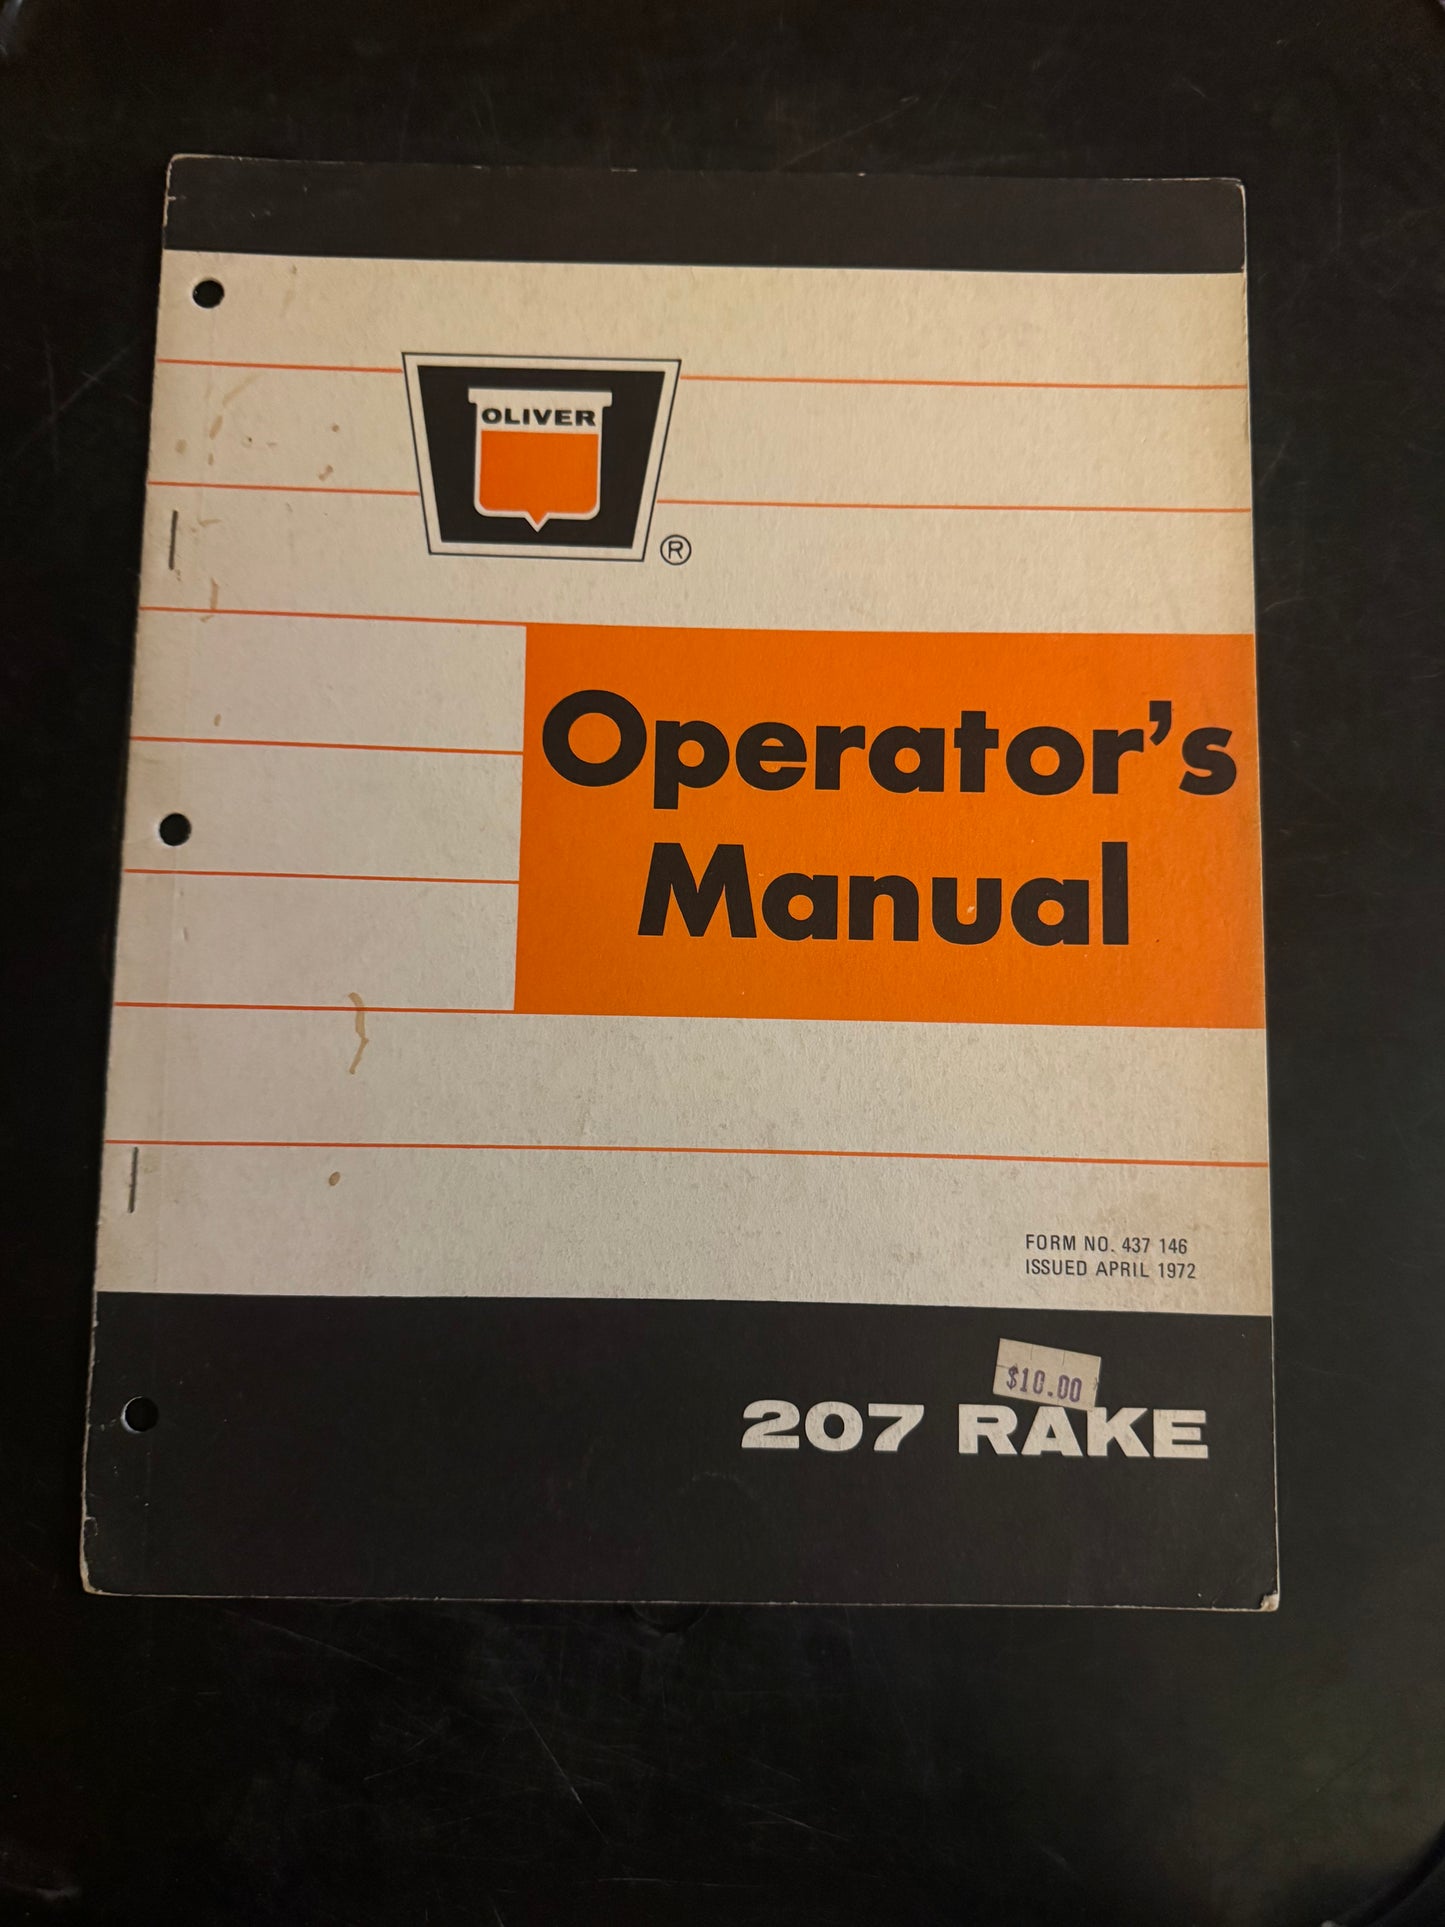 OLIVER
®
Operator's
Manual
FORM NO. 437 146
ISSUED APRIL 1972
$10.00
207 RAKE